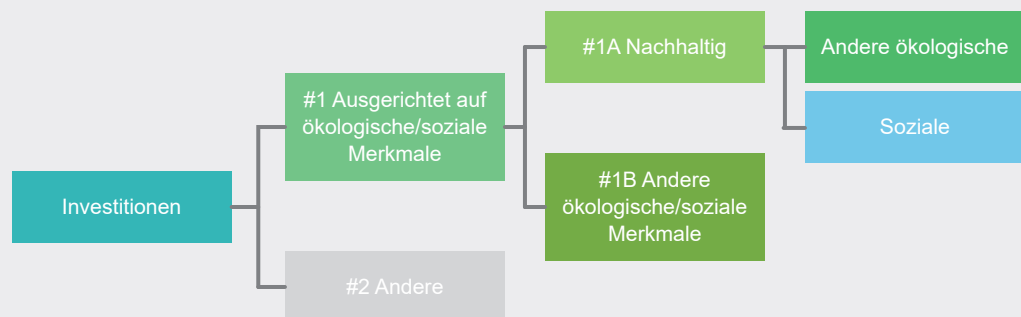 Investitionen
#1 Ausgerichtet auf
ökologische/soziale
Merkmale
#2 Andere
#1A Nachhaltig
#1B Andere
ökologische/soziale
Merkmale
Andere ökologische
Soziale